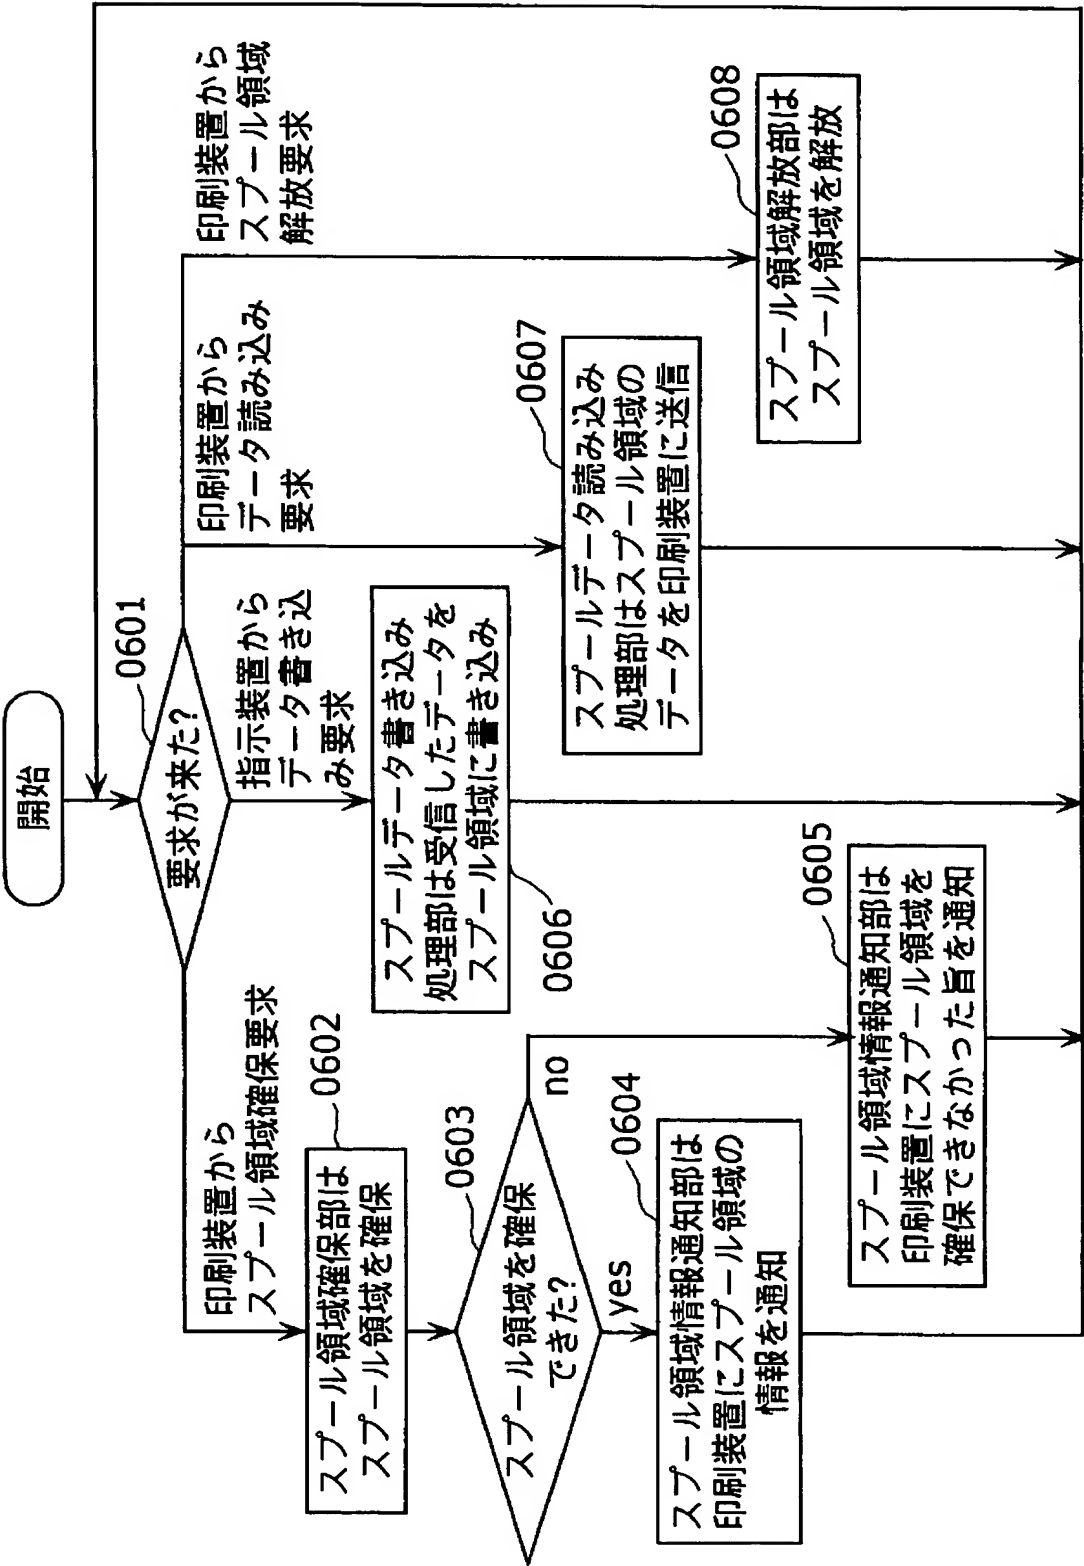 開始
0601
要求が来た?
印刷装置から
スプール領域確保要求
指示装置から
データ書き込
み要求
印刷装置から
データ読み込み
要求
印刷装置から
スプール領域
解放要求
0602
スプール領域確保部は
スプール領域を確保
0603
スプール領域を確保
できた?
yes
no
0604
スプール領域情報通知部は
印刷装置にスプール領域の
情報を通知
0605
スプール領域情報通知部は
印刷装置にスプール領域を
確保できなかった旨を通知
スプールデータ書き込み
処理部は受信したデータを
スプール領域に書き込み
0606
0607
スプールデータ読み込み
処理部はスプール領域の
データを印刷装置に送信
0608
スプール領域解放部は
スプール領域を解放